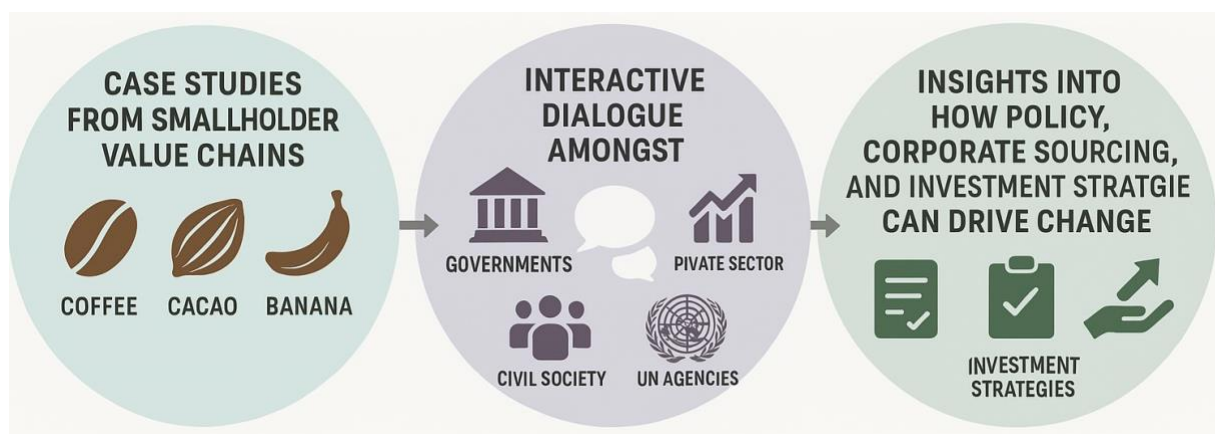 CASE STUDIES
FROM SMALLHOLDER
VALUE CHAINS
COFFEE
CACAO
BANANA
INTERACTIVE
DIALOGUE
AMONGST
GOVERNMENTS
PIVATE SECTOR
CIVIL SOCIETY
UN AGENCIES
INSIGHTS INTO
HOW POLICY,
CORPORATE SOURCING,
AND INVESTMENT STRATGIE
CAN DRIVE CHANGE
INVESTMENT
STRATEGIES